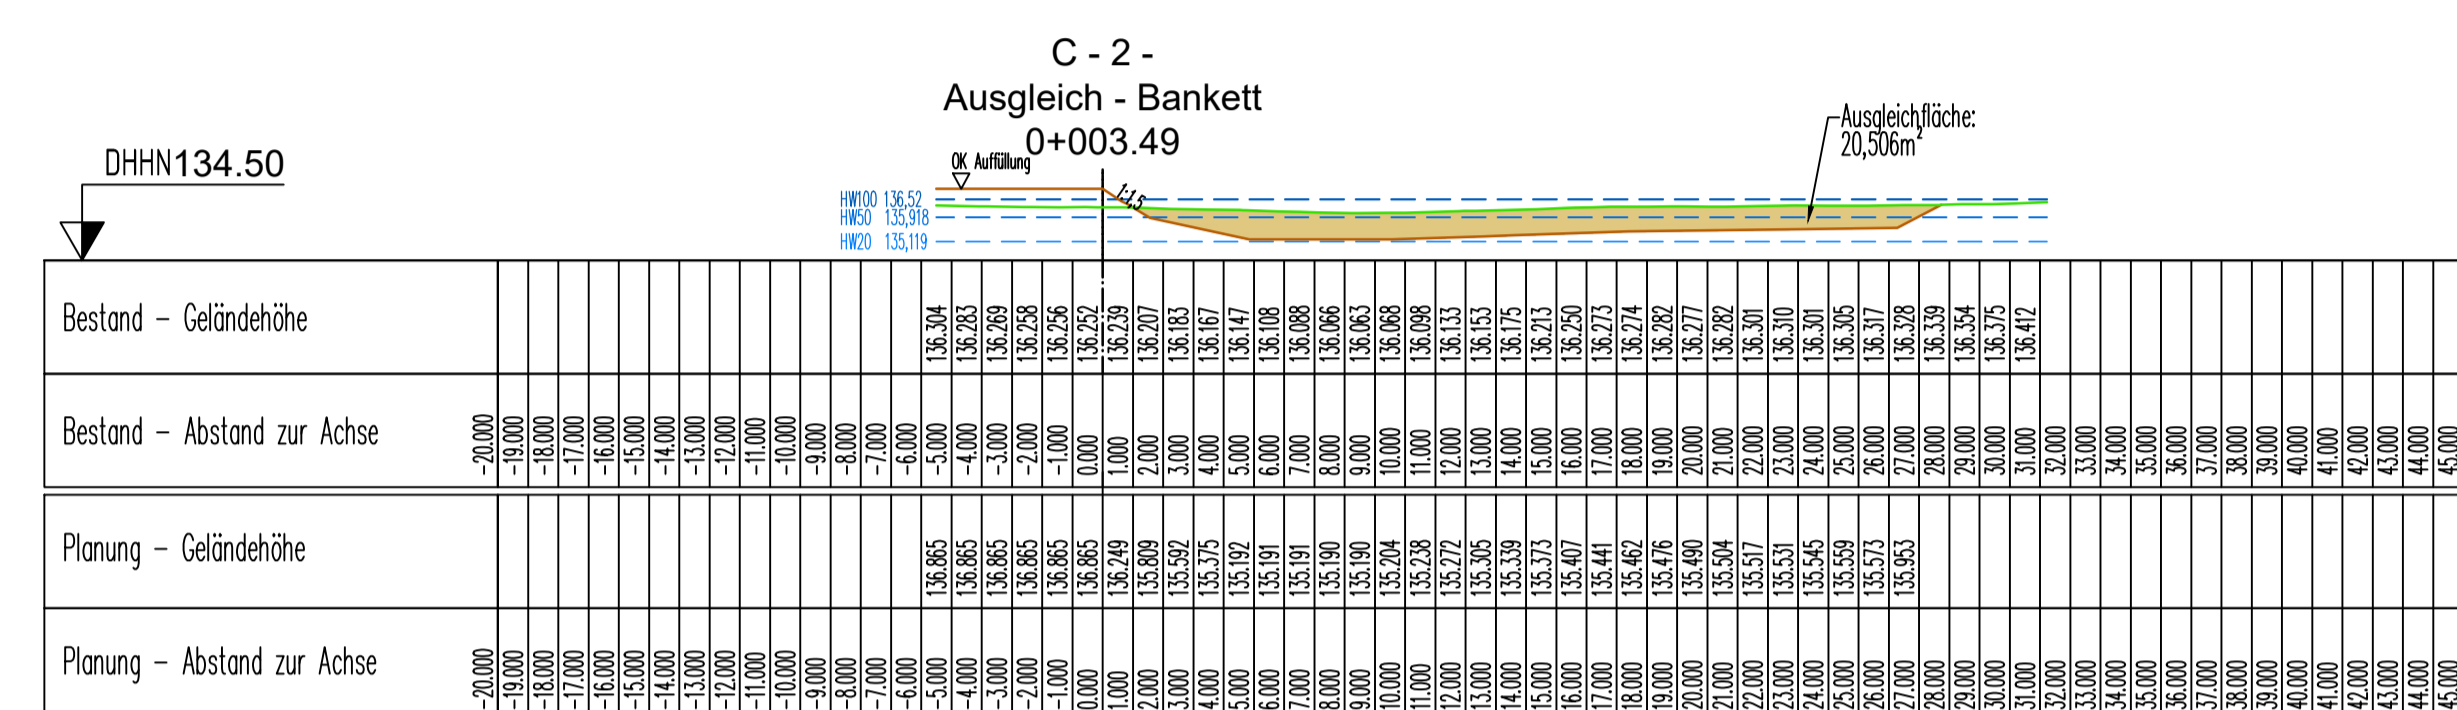 C - 2 -
Ausgleich - Bankett
0+003.49
DHHN134.50
OK Auffüllung
1:1,5
Ausgleichfläche:
20,506m²
HW100 136,52
HW50 135,918
HW20 135,119
Bestand - Geländehöhe
136.304 136.283 136.269 136.258 136.256 136.252 136.239 136.207 136.183 136.167 136.147 136.108 136.088 136.066 136.063 136.068 136.098 136.133 136.153 136.175 136.213 136.250 136.273 136.274 136.282 136.277 136.282 136.301 136.310 136.301 136.305 136.317 136.328 136.339 136.354 136.375 136.412
Bestand - Abstand zur Achse
-20.000 -19.000 -18.000 -17.000 -16.000 -15.000 -14.000 -13.000 -12.000 -11.000 -10.000 -9.000 -8.000 -7.000 -6.000 -5.000 -4.000 -3.000 -2.000 -1.000 0.000 1.000 2.000 3.000 4.000 5.000 6.000 7.000 8.000 9.000 10.000 11.000 12.000 13.000 14.000 15.000 16.000 17.000 18.000 19.000 20.000 21.000 22.000 23.000 24.000 25.000 26.000 27.000 28.000 29.000 30.000 31.000 32.000 33.000 34.000 35.000 36.000 37.000 38.000 39.000 40.000 41.000 42.000 43.000 44.000 45.000
Planung - Geländehöhe
136.865 136.865 136.865 136.865 136.865 136.865 136.249 135.809 135.592 135.375 135.192 135.191 135.191 135.190 135.190 135.204 135.238 135.272 135.305 135.339 135.373 135.407 135.441 135.462 135.476 135.490 135.504 135.517 135.531 135.545 135.559 135.573 135.953
Planung - Abstand zur Achse
-20.000 -19.000 -18.000 -17.000 -16.000 -15.000 -14.000 -13.000 -12.000 -11.000 -10.000 -9.000 -8.000 -7.000 -6.000 -5.000 -4.000 -3.000 -2.000 -1.000 0.000 1.000 2.000 3.000 4.000 5.000 6.000 7.000 8.000 9.000 10.000 11.000 12.000 13.000 14.000 15.000 16.000 17.000 18.000 19.000 20.000 21.000 22.000 23.000 24.000 25.000 26.000 27.000 28.000 29.000 30.000 31.000 32.000 33.000 34.000 35.000 36.000 37.000 38.000 39.000 40.000 41.000 42.000 43.000 44.000 45.000